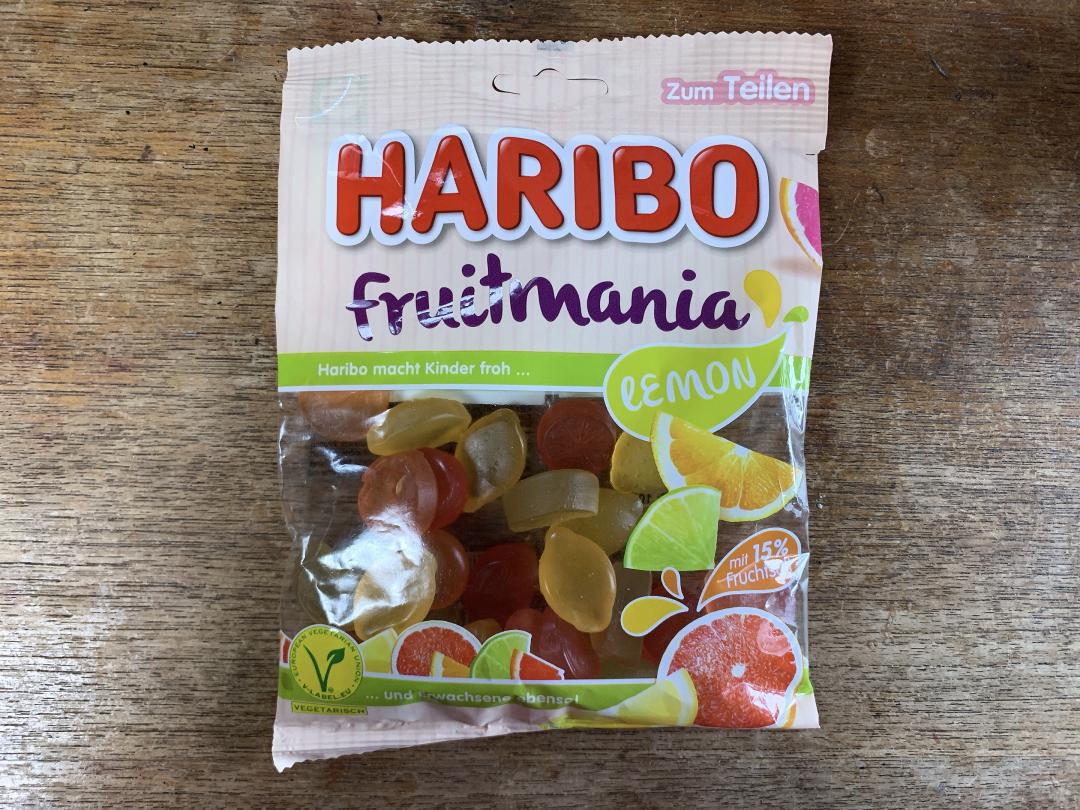 Zum Teilen
HARIBO
fruitmania
Haribo macht Kinder froh ...
LEMON
mit 15%
EUROPEAN VEGETARIAN UNION
V-LABEL.EU
VEGETARISCH
... und Erwachsene ebenso!